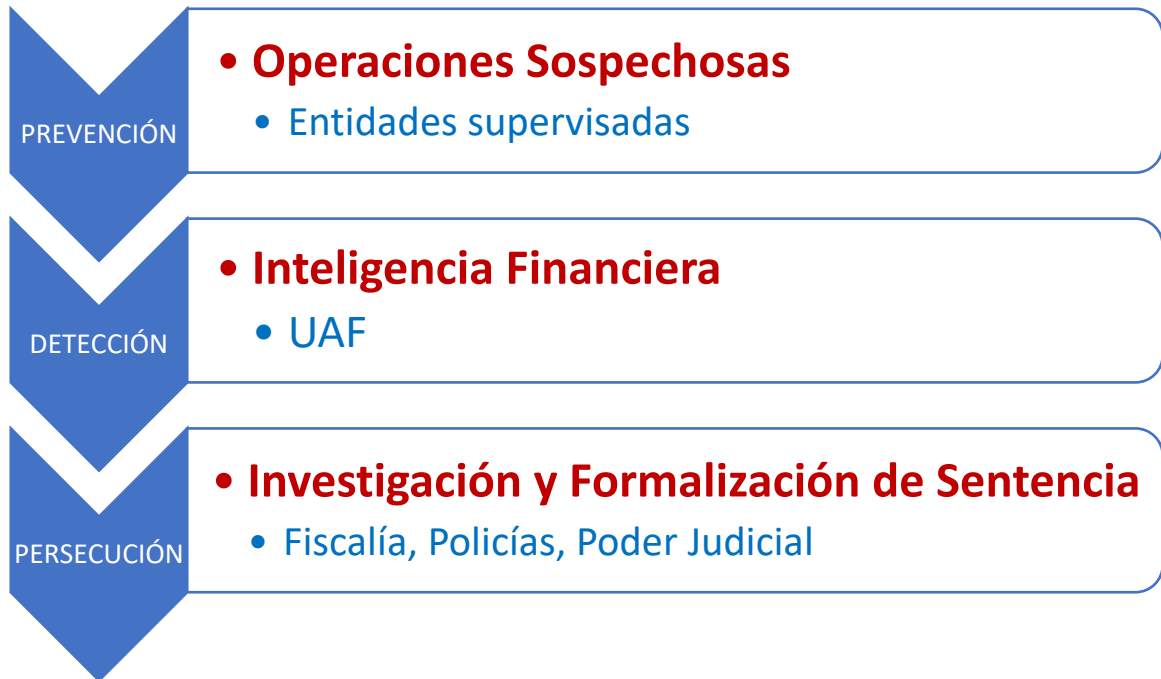 PREVENCIÓN
• Operaciones Sospechosas
• Entidades supervisadas
DETECCIÓN
• Inteligencia Financiera
• UAF
PERSECUCIÓN
• Investigación y Formalización de Sentencia
• Fiscalía, Policías, Poder Judicial